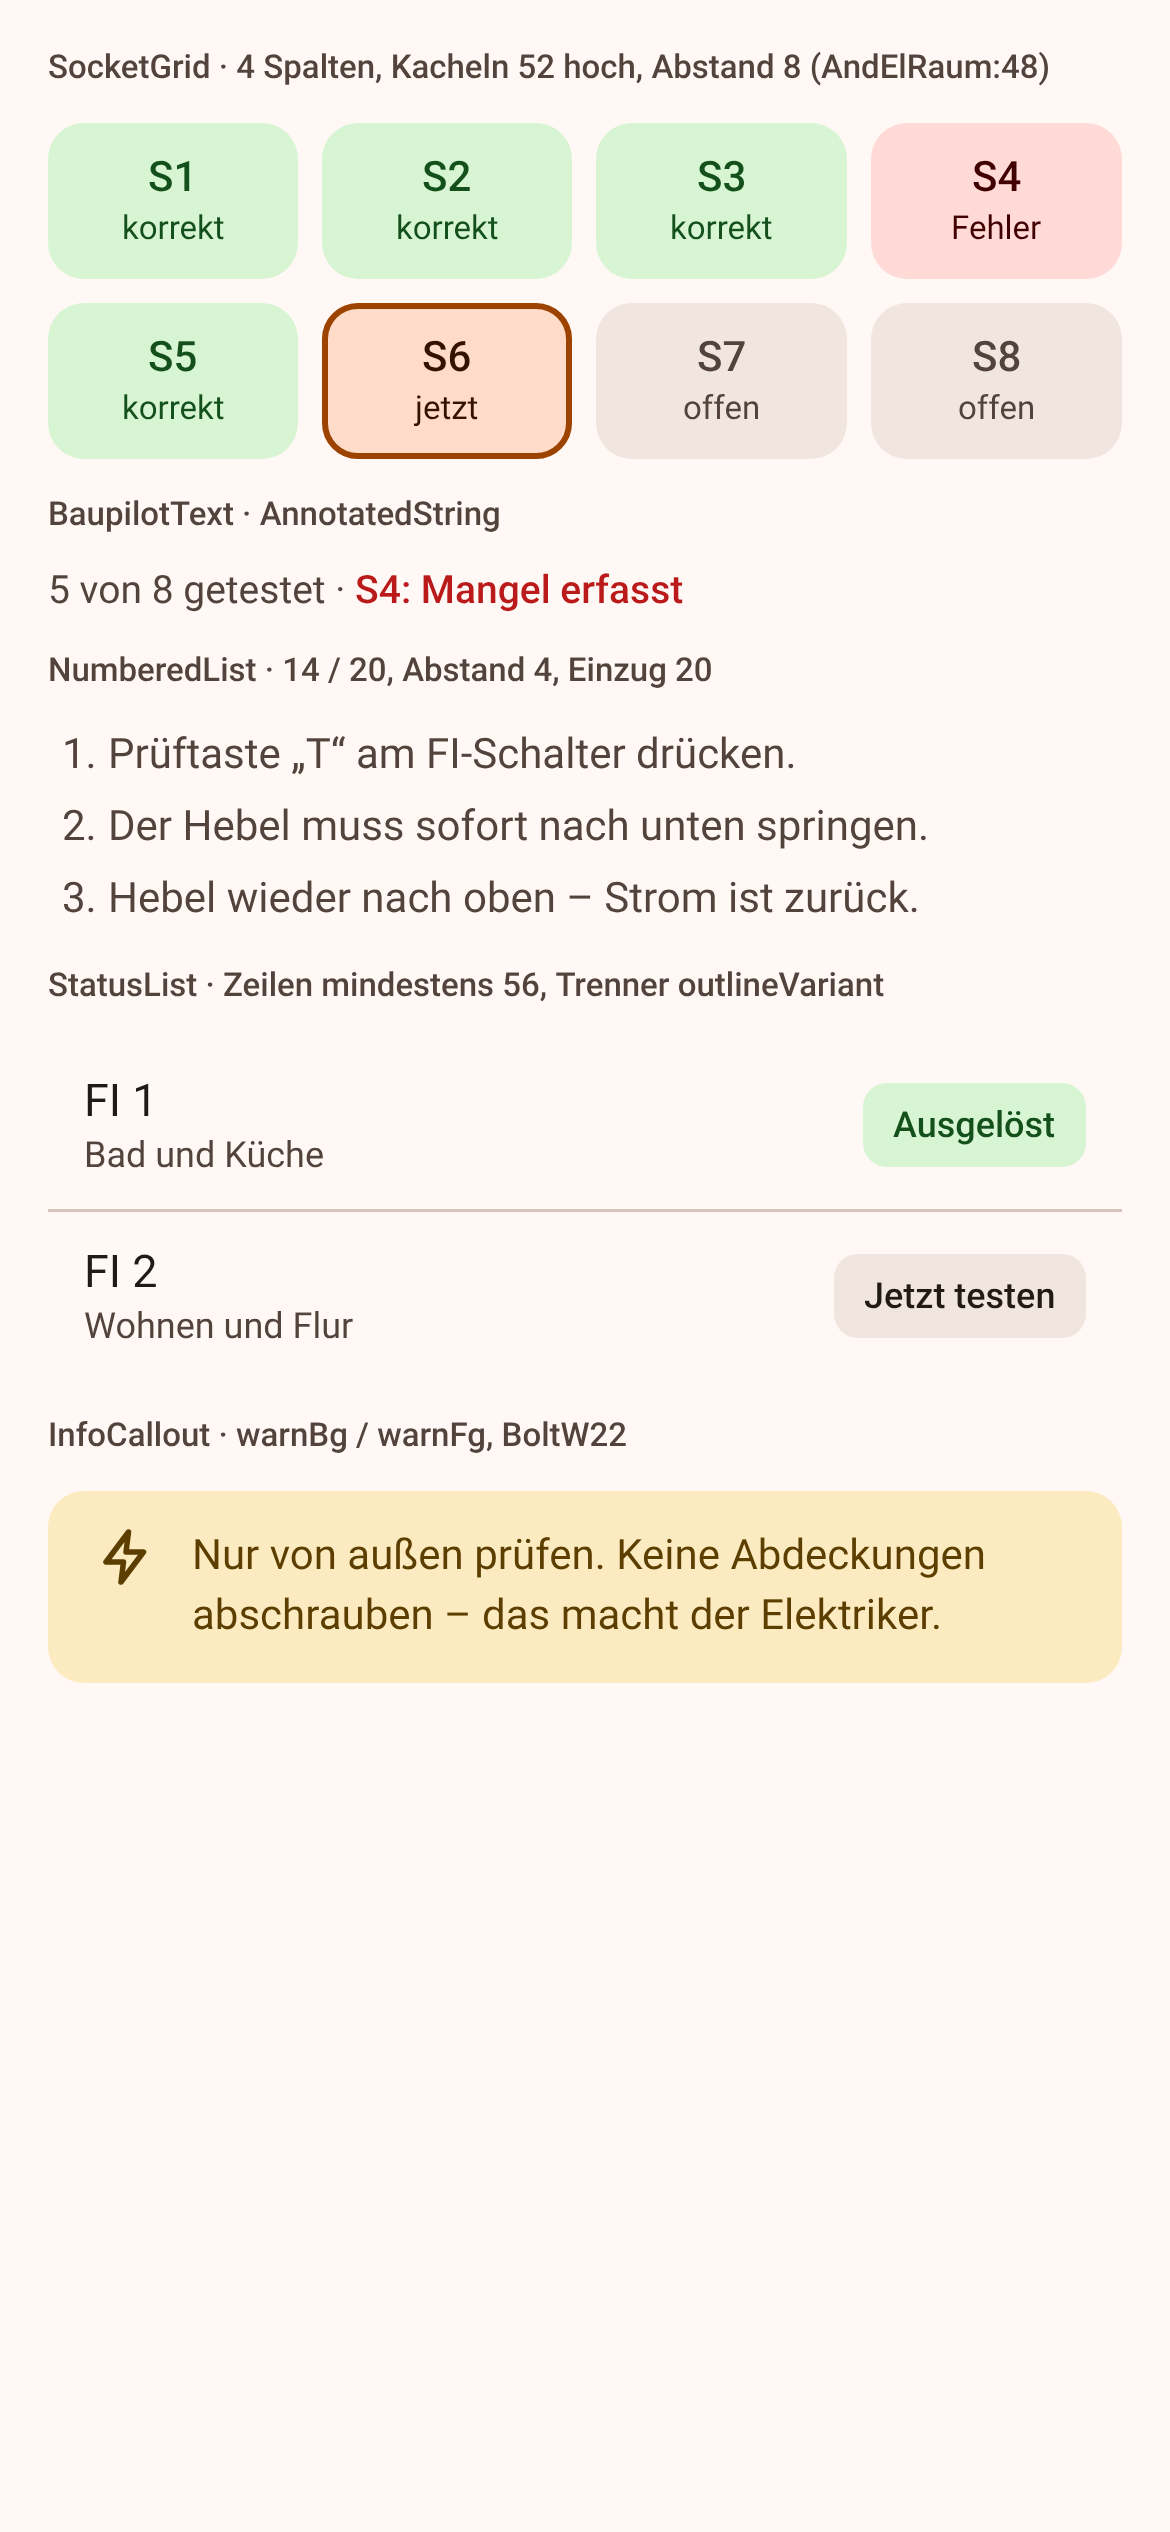 SocketGrid · 4 Spalten, Kacheln 52 hoch, Abstand 8 (AndElRaum:48)
S1 S2 S3 S4
korrekt korrekt korrekt Fehler
S5 S6 S7 S8
korrekt jetzt offen offen
BaupilotText · AnnotatedString
5 von 8 getestet · S4: Mangel erfasst
NumberedList · 14 / 20, Abstand 4, Einzug 20
1. Prüftaste „T“ am FI-Schalter drücken.
2. Der Hebel muss sofort nach unten springen.
3. Hebel wieder nach oben – Strom ist zurück.
StatusList · Zeilen mindestens 56, Trenner outlineVariant
FI 1
Bad und Küche
Ausgelöst
FI 2
Wohnen und Flur
Jetzt testen
InfoCallout · warnBg / warnFg, BoltW22
Nur von außen prüfen. Keine Abdeckungen
abschrauben – das macht der Elektriker.